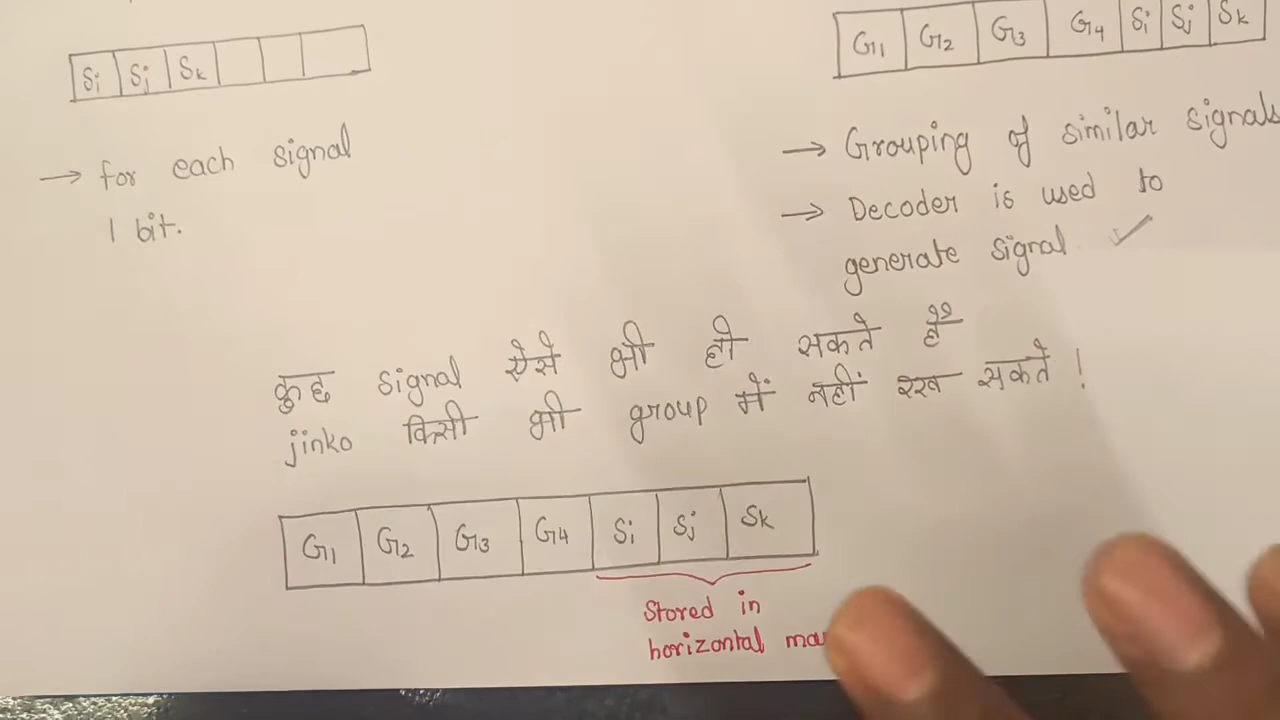 Si Sj Sk
→ for each signal
1 bit.
G1 G2 G3 G4 Si Sj Sk
→ Grouping of similar signals
→ Decoder is used to
generate signal ✓
कुछ signal ऐसे भी हो सकते हैं
jinko किसी भी group में नहीं रख सकते !
G1 G2 G3 G4 Si Sj Sk
Stored in
horizontal